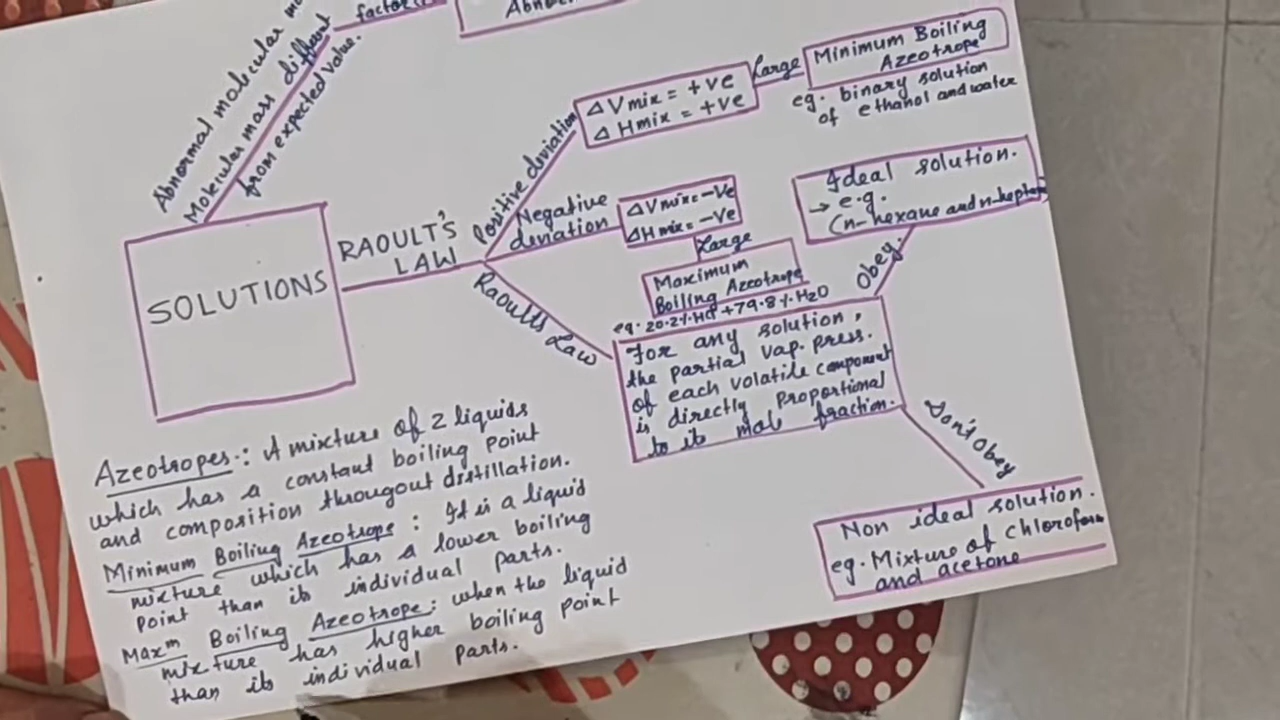 Abnormal molecular
Molecular mass different
from expected value.
factor
Minimum Boiling
Azeotrope
Large
eg. binary solution
of ethanol and water
ΔVmix = +ve
ΔHmix = +ve
Positive deviation
Negative
deviation
ΔVmix = -Ve
ΔHmix = -Ve
Large
Maximum
Boiling Azeotrope
eg. 20.2%HCl +79.8%H2O
Ideal solution.
→ e.g.
(n-hexane and n-heptane)
Obey.
SOLUTIONS
RAOULT'S
LAW
Raoults Law
For any solution,
the partial vap. press.
of each volatile component
is directly proportional
to its mole fraction.
Don't Obey
Non ideal solution.
eg. Mixture of Chloroform
and acetone
Azeotropes.: A mixture of 2 liquids
which has a constant boiling point
and composition througout distillation.
Minimum Boiling Azeotrope : It is a liquid
mixture which has a lower boiling
point than its individual parts.
Maxm Boiling Azeotrope: when the liquid
mixture has higher boiling point
than its individual parts.